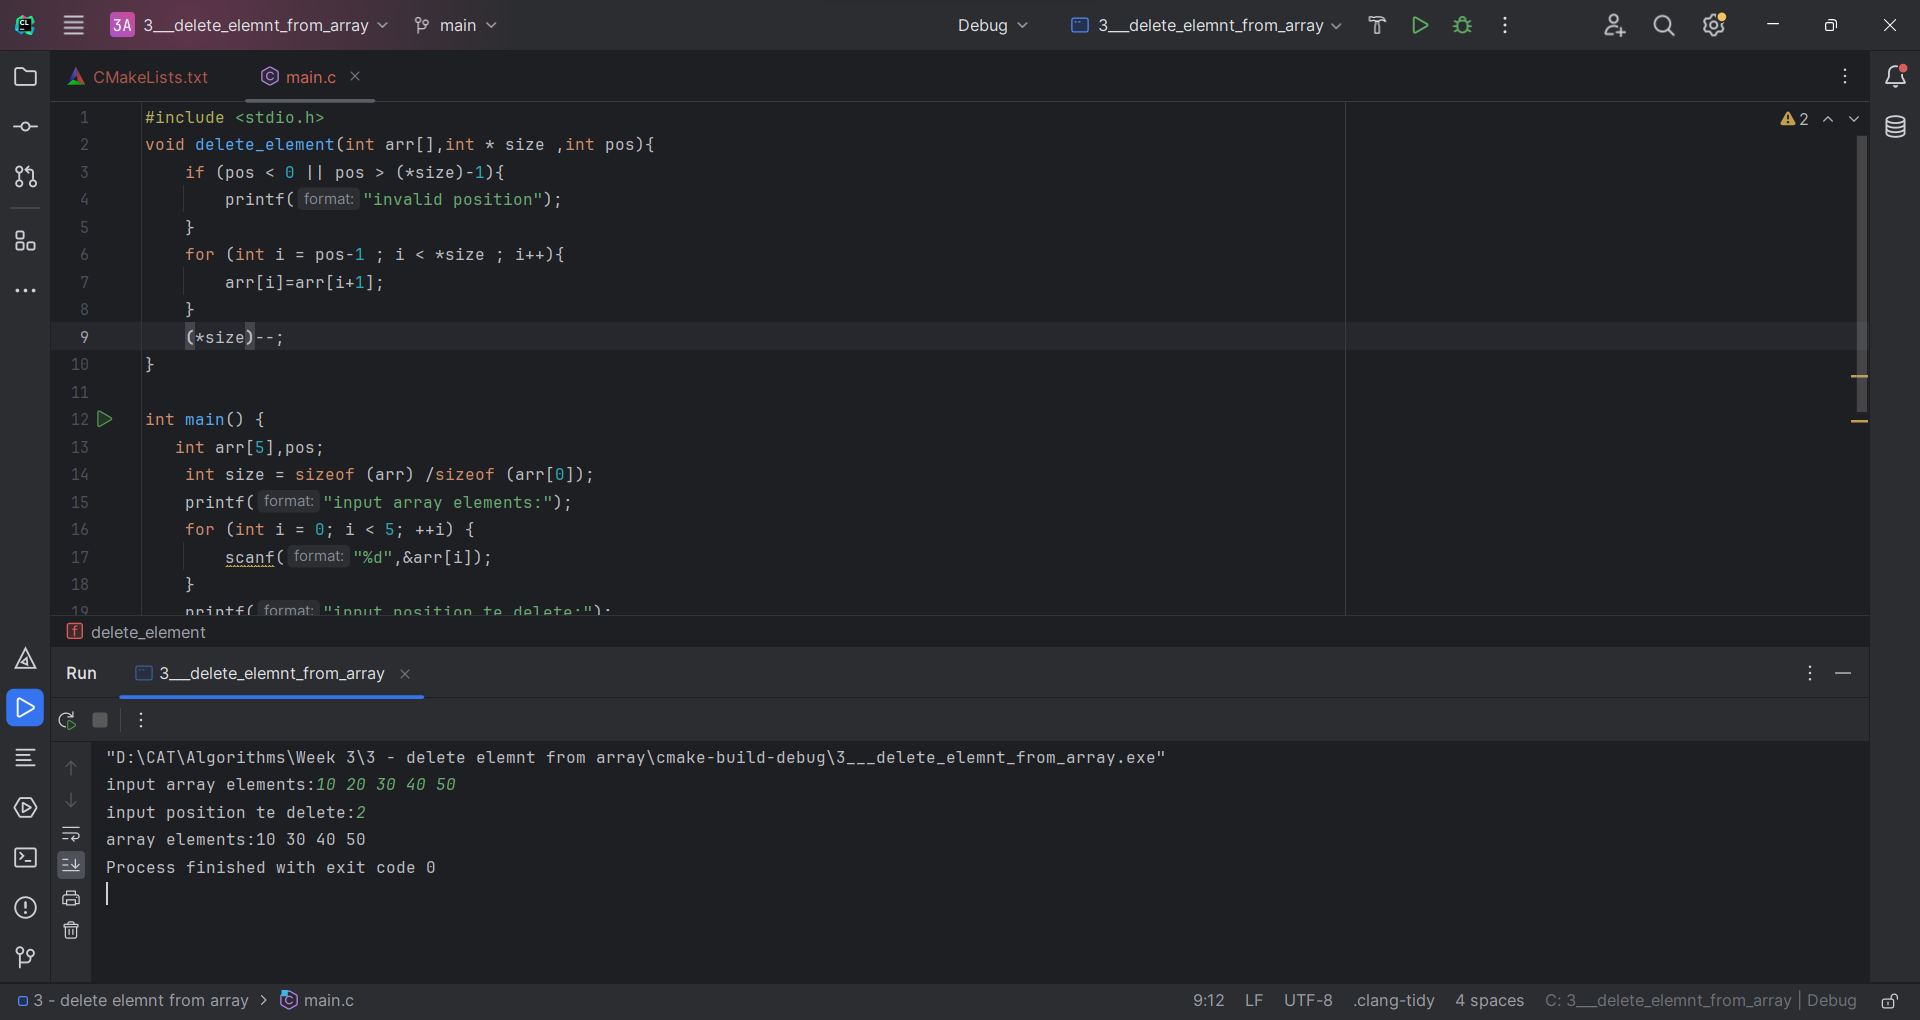 3A 3___delete_elemnt_from_array main Debug 3___delete_elemnt_from_array
CMakeLists.txt main.c
1 #include <stdio.h>
2 void delete_element(int arr[],int * size ,int pos){
3 if (pos < 0 || pos > (*size)-1){
4 printf( format: "invalid position");
5 }
6 for (int i = pos-1 ; i < *size ; i++){
7 arr[i]=arr[i+1];
8 }
9 (*size)--;
10 }
11
12 int main() {
13 int arr[5],pos;
14 int size = sizeof (arr) /sizeof (arr[0]);
15 printf( format: "input array elements:");
16 for (int i = 0; i < 5; ++i) {
17 scanf( format: "%d",&arr[i]);
18 }
19 printf( format: "input position te delete:");
2
f delete_element
Run 3___delete_elemnt_from_array
"D:\CAT\Algorithms\Week 3\3 - delete elemnt from array\cmake-build-debug\3___delete_elemnt_from_array.exe"
input array elements:10 20 30 40 50
input position te delete:2
array elements:10 30 40 50
Process finished with exit code 0
3 - delete elemnt from array > main.c 9:12 LF UTF-8 .clang-tidy 4 spaces C: 3___delete_elemnt_from_array | Debug